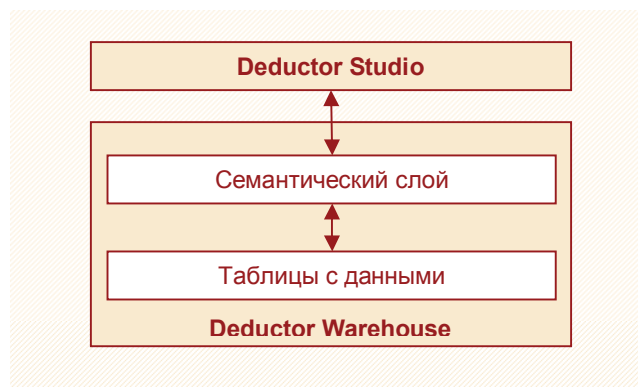 Deductor Studio
Семантический слой
Таблицы с данными
Deductor Warehouse